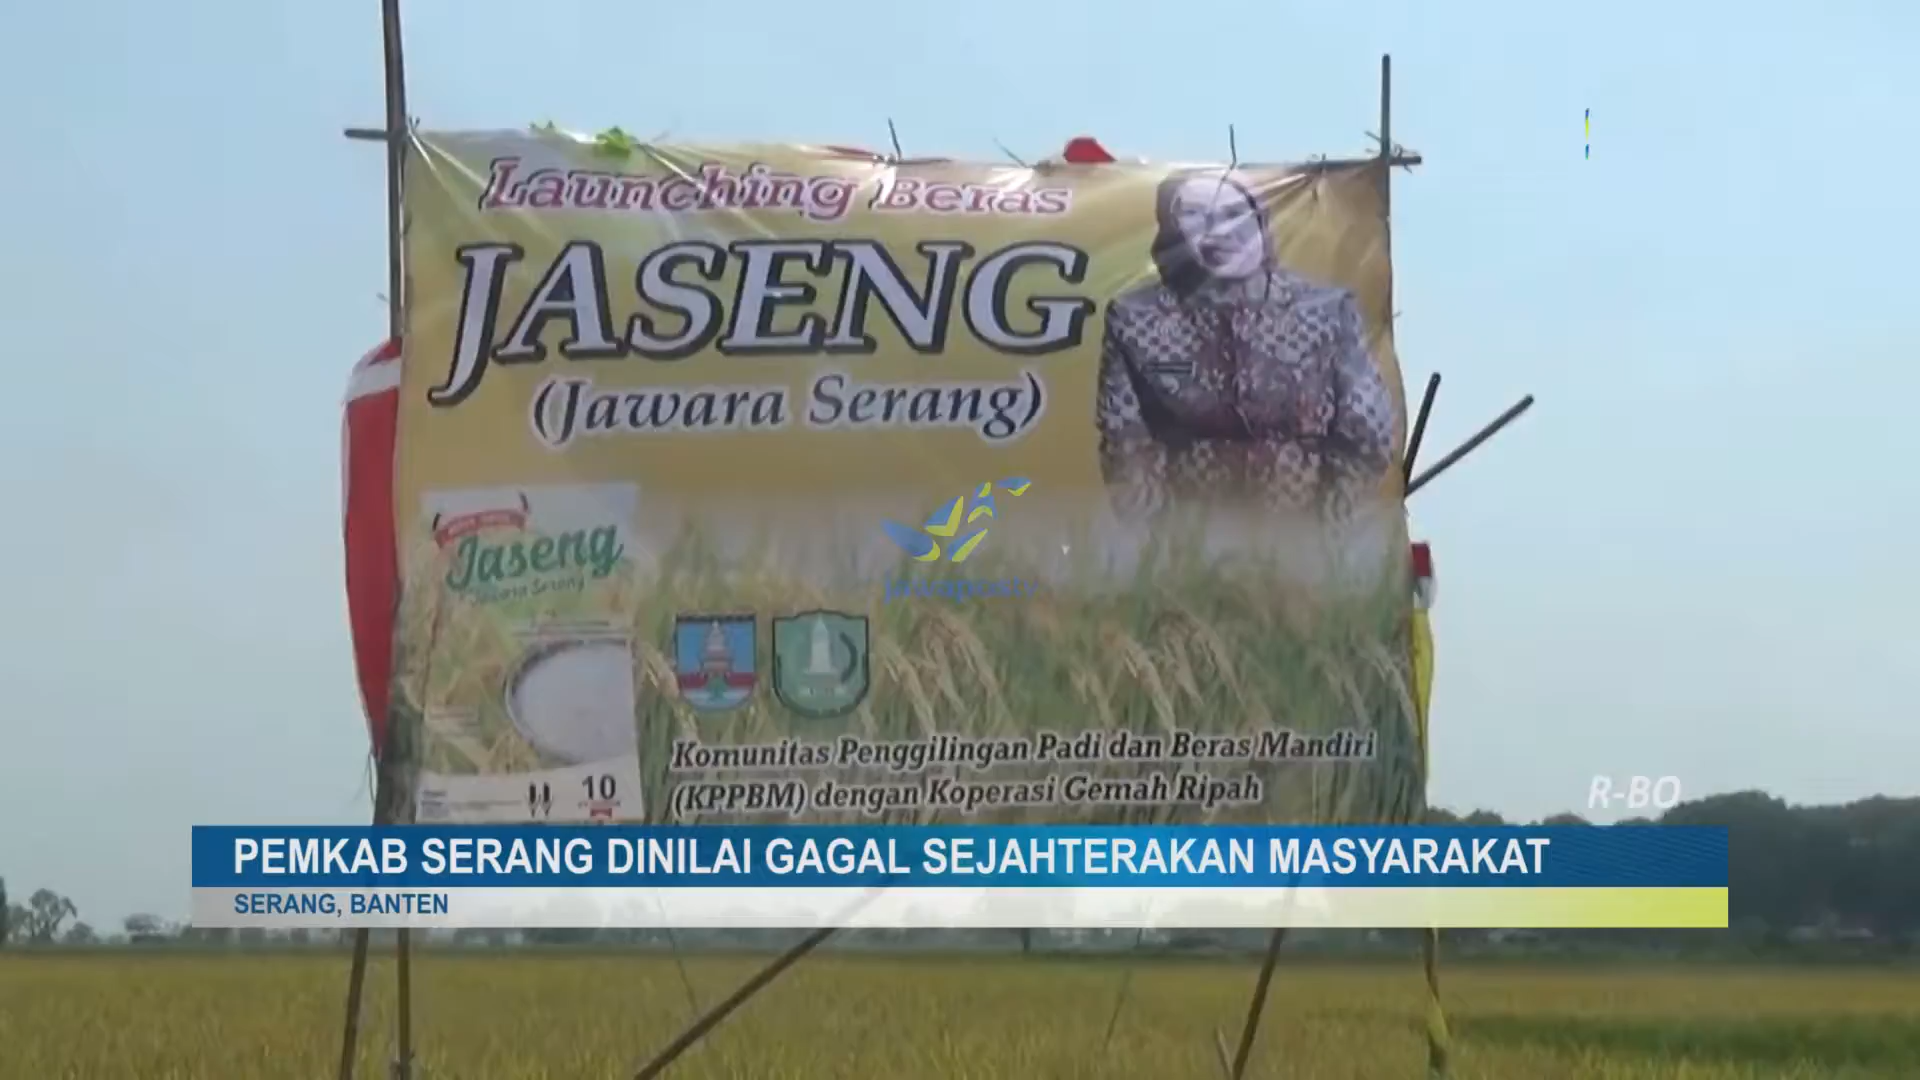 Launching Beras
JASENG
(Jawara Serang)
Jaseng
Jawara Serang
jawapostv
10
Komunitas Penggilingan Padi dan Beras Mandiri
(KPPBM) dengan Koperasi Gemah Ripah
R-BO
PEMKAB SERANG DINILAI GAGAL SEJAHTERAKAN MASYARAKAT
SERANG, BANTEN